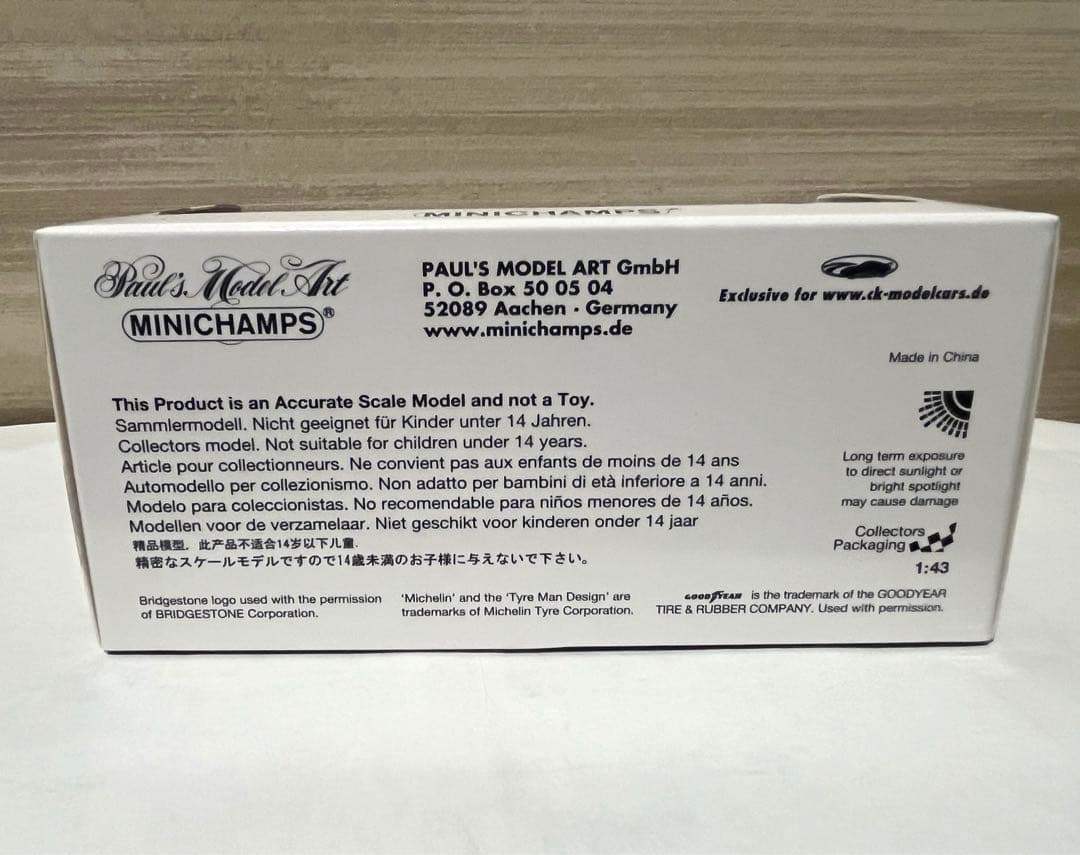 MINICHAMPS
Paul's Model Art
MINICHAMPS®
PAUL'S MODEL ART GmbH
P. O. Box 50 05 04
52089 Aachen · Germany
www.minichamps.de
Exclusive for www.ck-modelcars.de
Made in China
This Product is an Accurate Scale Model and not a Toy.
Sammlermodell. Nicht geeignet für Kinder unter 14 Jahren.
Collectors model. Not suitable for children under 14 years.
Article pour collectionneurs. Ne convient pas aux enfants de moins de 14 ans
Automodello per collezionismo. Non adatto per bambini di età inferiore a 14 anni.
Modelo para coleccionistas. No recomendable para niños menores de 14 años.
Modellen voor de verzamelaar. Niet geschikt voor kinderen onder 14 jaar
精品模型．此产品不适合14岁以下儿童．
精密なスケールモデルですので14歳未満のお子様に与えないで下さい。
Long term exposure
to direct sunlight or
bright spotlight
may cause damage
Collectors
Packaging
1:43
Bridgestone logo used with the permission
of BRIDGESTONE Corporation.
'Michelin' and the 'Tyre Man Design' are
trademarks of Michelin Tyre Corporation.
GOODYEAR is the trademark of the GOODYEAR
TIRE & RUBBER COMPANY. Used with permission.